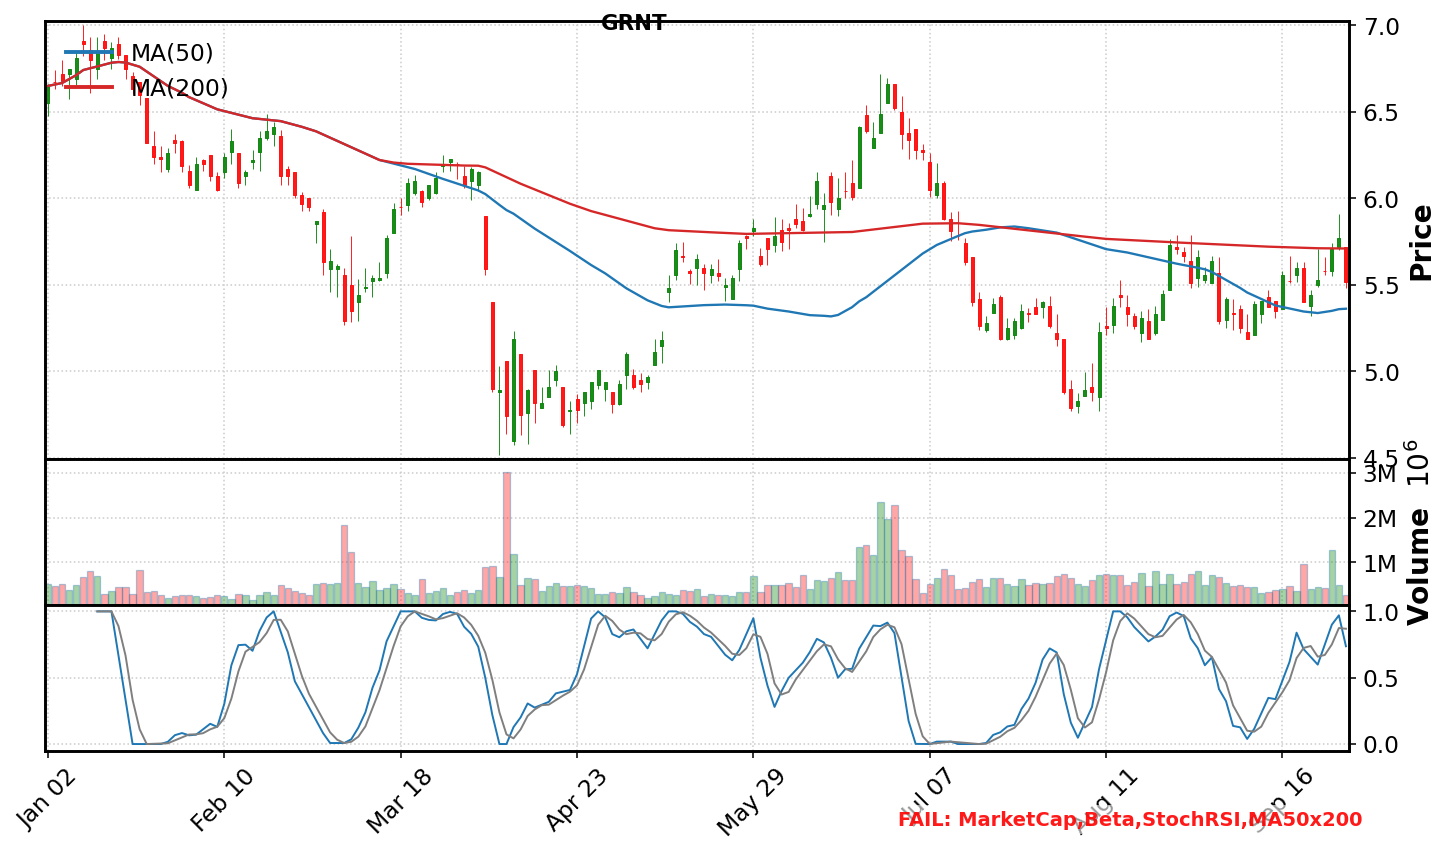 GRNT
MA(50)
MA(200)
7.0
6.5
6.0
5.5
5.0
4.5
Price
3M
2M
1M
Volume 10^6
1.0
0.5
0.0
Jan 02
Feb 10
Mar 18
Apr 23
May 29
Jul 07
Aug 11
Sep 16
FAIL: MarketCap,Beta,StochRSI,MA50x200